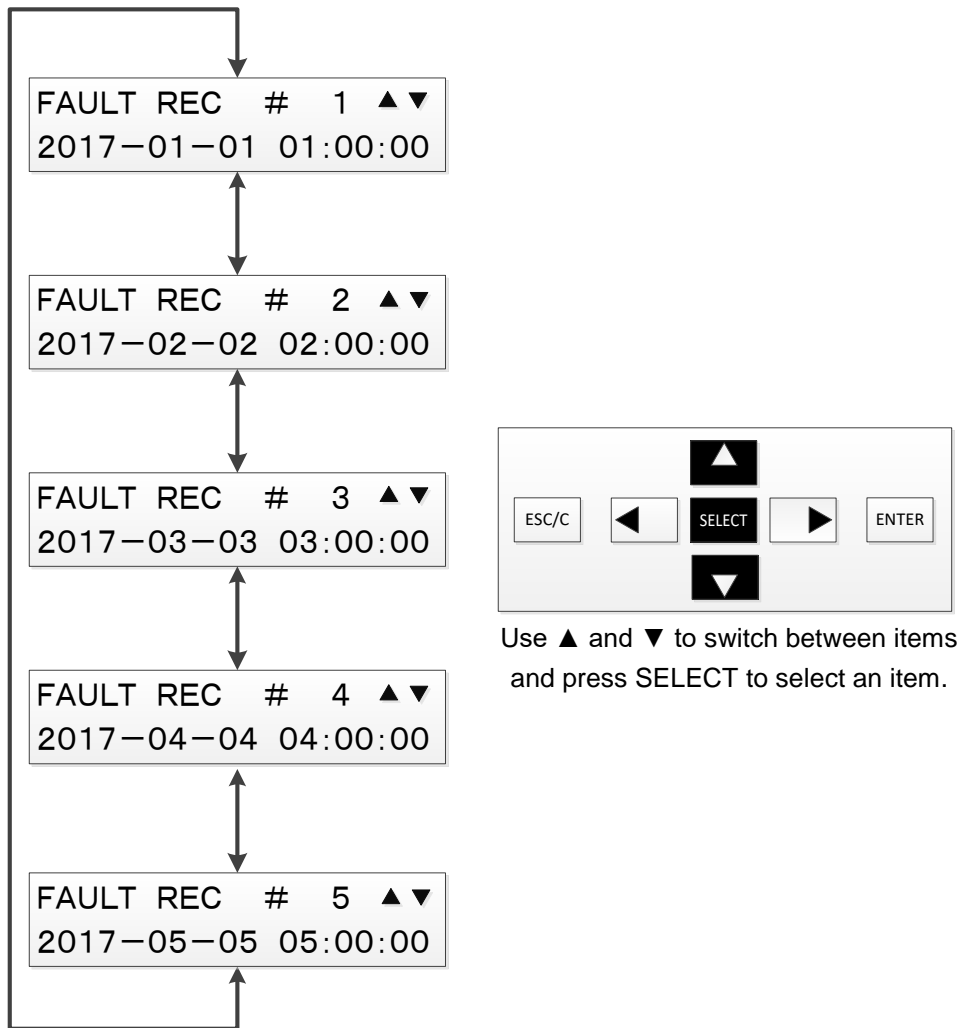 FAULT REC # 1 ▲▼
2017-01-01 01:00:00
FAULT REC # 2 ▲▼
2017-02-02 02:00:00
FAULT REC # 3 ▲▼
2017-03-03 03:00:00
FAULT REC # 4 ▲▼
2017-04-04 04:00:00
FAULT REC # 5 ▲▼
2017-05-05 05:00:00
ESC/C ◀ SELECT ▶ ENTER
Use ▲ and ▼ to switch between items
and press SELECT to select an item.